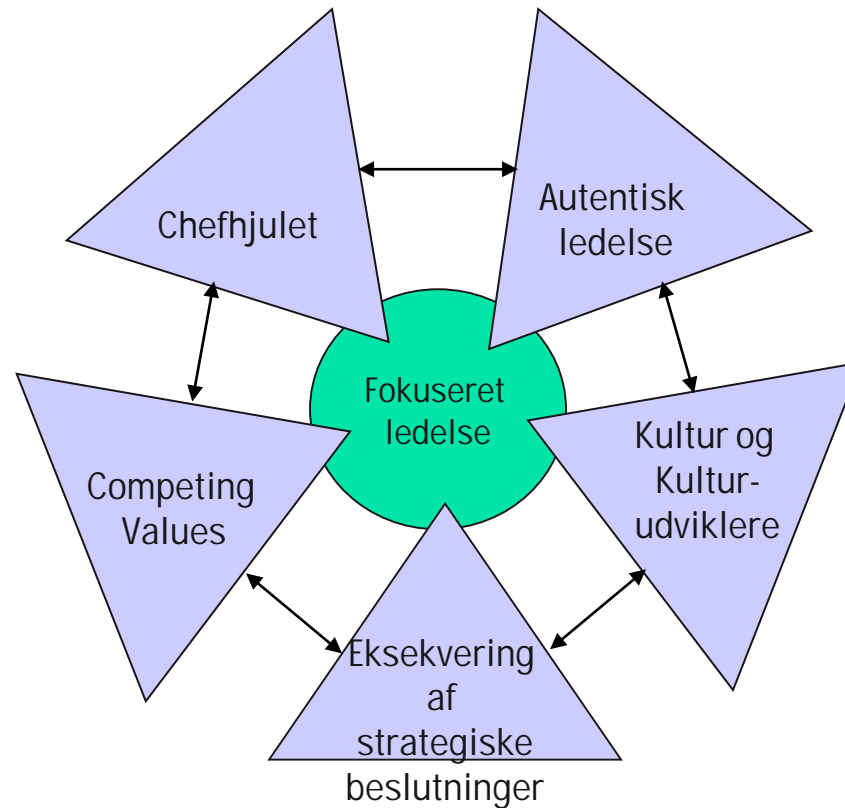 Chefhjulet
Autentisk
ledelse
Fokuseret
ledelse
Competing
Values
Kultur og
Kultur-
udviklere
Eksekvering
af
strategiske
beslutninger